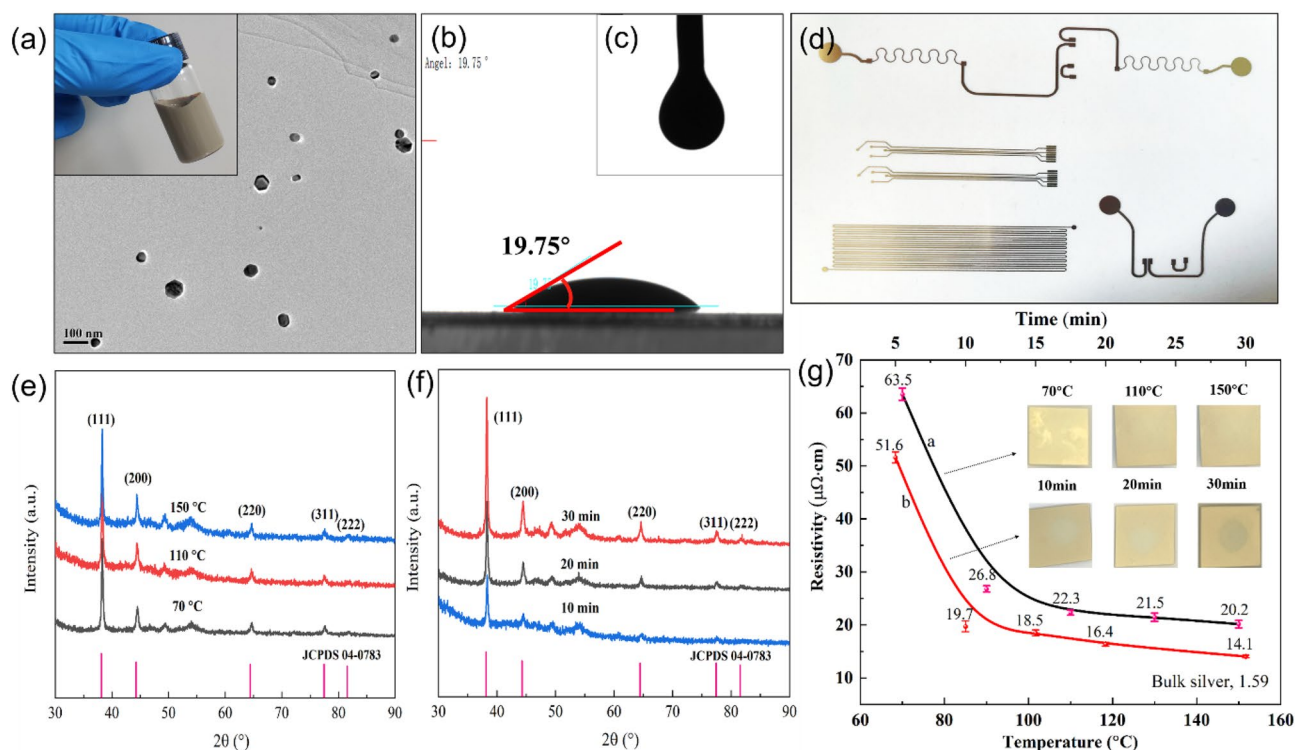 (a)
100 nm
(b)
Angel: 19.75 °
19.75°
(c)
(d)
(e)
Intensity (a.u.)
(111)
(200)
(220)
(311)
(222)
150 °C
110 °C
70 °C
JCPDS 04-0783
30 40 50 60 70 80 90
2θ (°)
(f)
Intensity (a.u.)
(111)
(200)
(220)
(311)
(222)
30 min
20 min
10 min
JCPDS 04-0783
30 40 50 60 70 80 90
2θ (°)
(g)
Time (min)
5 10 15 20 25 30
Resistivity (μΩ·cm)
70
60
50
40
30
20
10
0
63.5
51.6
a
b
26.8
19.7
22.3
18.5
21.5
16.4
20.2
14.1
70°C 110°C 150°C
10min 20min 30min
Bulk silver, 1.59
60 80 100 120 140 160
Temperature (°C)